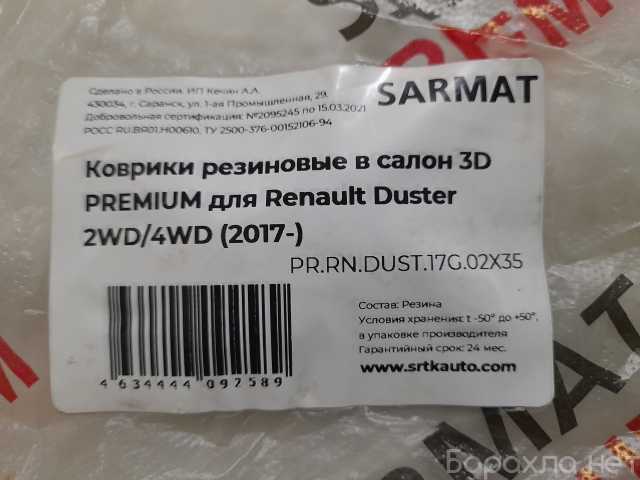 Сделано в России. ИП Кечин А.А.
430034, г. Саранск, ул. 1-ая Промышленная, 29.
Добровольная сертификация: №2095245 по 15.03.2021
РОСС RU.ВЯ01.Н00610, ТУ 2500-376-00152106-94
SARMAT
Коврики резиновые в салон 3D
PREMIUM для Renault Duster
2WD/4WD (2017-)
PR.RN.DUST.17G.02X35
Состав: Резина
Условия хранения: t -50° до +50°,
в упаковке производителя
Гарантийный срок: 24 мес.
www.srtkauto.com
4 634444 097589
SARMAT
Барахла.нет